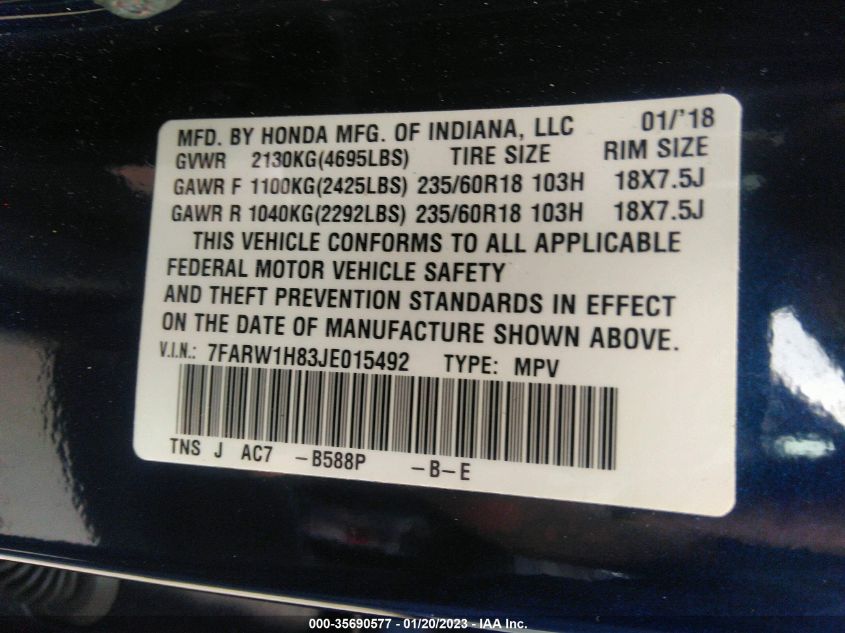 MFD. BY HONDA MFG. OF INDIANA, LLC 01/'18
GVWR 2130KG(4695LBS) TIRE SIZE RIM SIZE
GAWR F 1100KG(2425LBS) 235/60R18 103H 18X7.5J
GAWR R 1040KG(2292LBS) 235/60R18 103H 18X7.5J
THIS VEHICLE CONFORMS TO ALL APPLICABLE
FEDERAL MOTOR VEHICLE SAFETY
AND THEFT PREVENTION STANDARDS IN EFFECT
ON THE DATE OF MANUFACTURE SHOWN ABOVE.
V.I.N.: 7FARW1H83JE015492 TYPE: MPV
TNS J AC7 -B588P -B-E
000-35690577 - 01/20/2023 - IAA Inc.